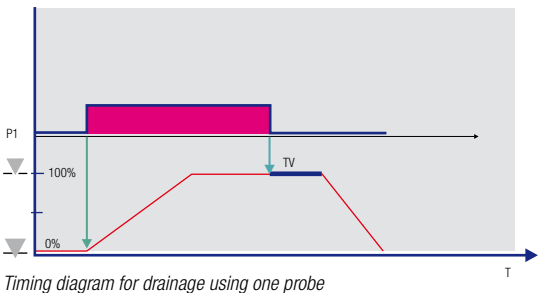 P1
TV
100%
0%
T
Timing diagram for drainage using one probe